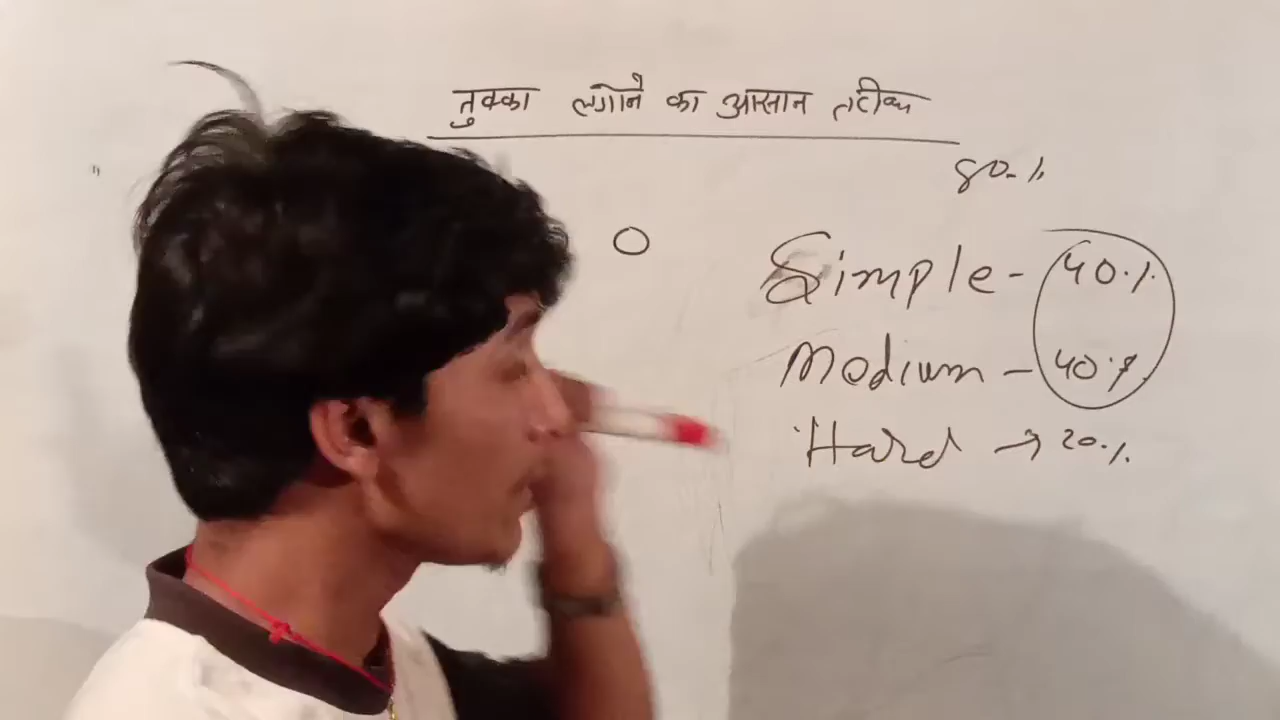 तुक्का लगाने का आसान तरीका
80%
O
Simple - 40%
Medium - 40%
Hard → 20%